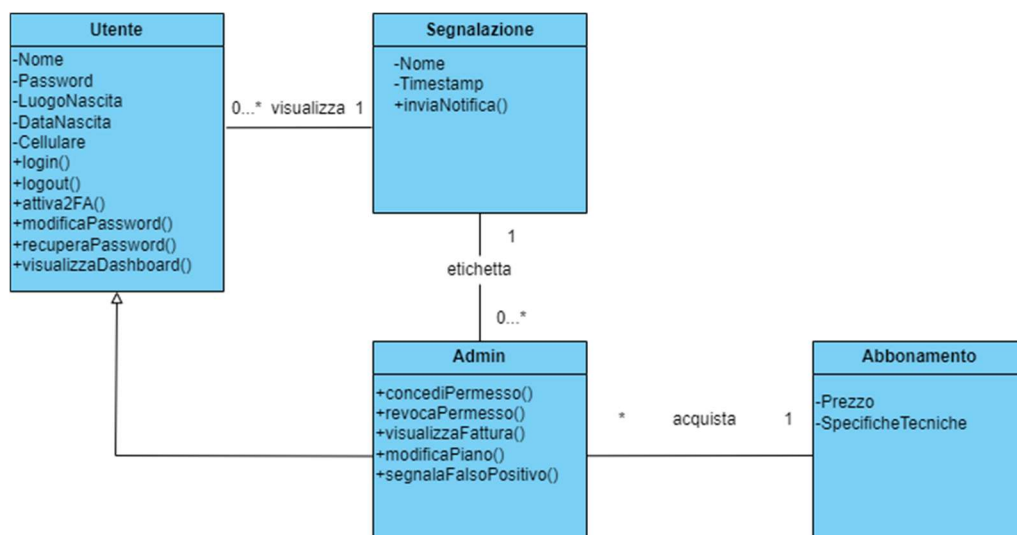 Utente
-Nome
-Password
-LuogoNascita
-DataNascita
-Cellulare
+login()
+logout()
+attiva2FA()
+modificaPassword()
+recuperaPassword()
+visualizzaDashboard()
0...* visualizza 1
Segnalazione
-Nome
-Timestamp
+inviaNotifica()
1
etichetta
0...*
Admin
+concediPermesso()
+revocaPermesso()
+visualizzaFattura()
+modificaPiano()
+segnalaFalsoPositivo()
* acquista 1
Abbonamento
-Prezzo
-SpecificheTecniche